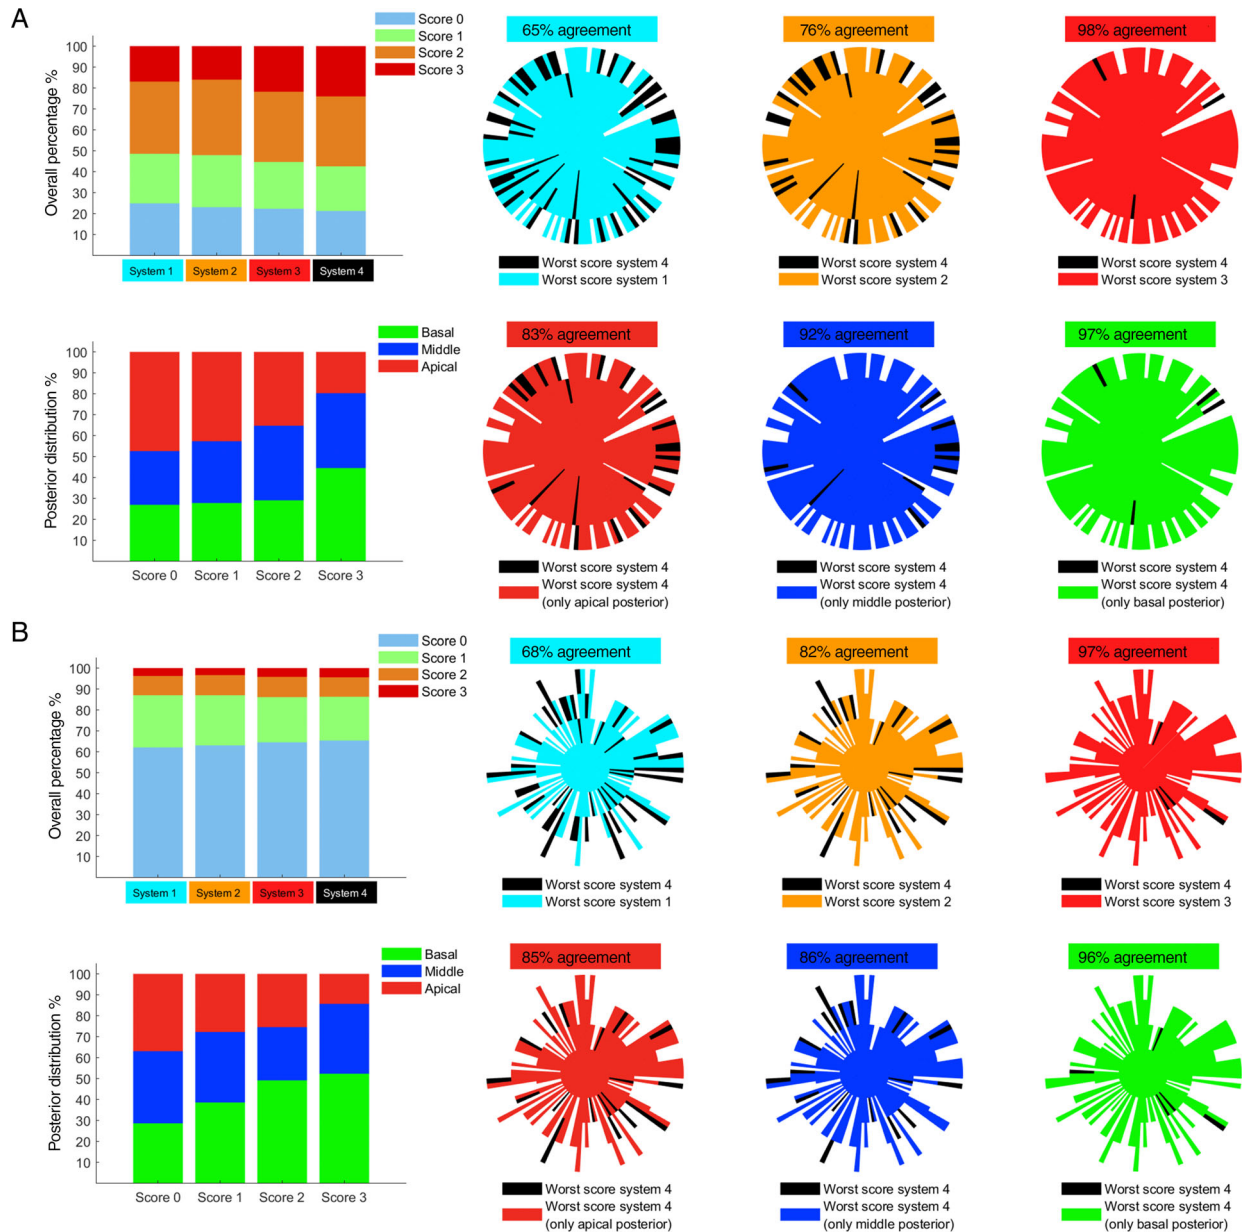 A
Score 0
Score 1
Score 2
Score 3
Overall percentage %
100
90
80
70
60
50
40
30
20
10
System 1
System 2
System 3
System 4
65% agreement
Worst score system 4
Worst score system 1
76% agreement
Worst score system 4
Worst score system 2
98% agreement
Worst score system 4
Worst score system 3
Basal
Middle
Apical
Posterior distribution %
100
90
80
70
60
50
40
30
20
10
Score 0
Score 1
Score 2
Score 3
83% agreement
Worst score system 4
Worst score system 4
(only apical posterior)
92% agreement
Worst score system 4
Worst score system 4
(only middle posterior)
97% agreement
Worst score system 4
Worst score system 4
(only basal posterior)
B
Score 0
Score 1
Score 2
Score 3
Overall percentage %
100
90
80
70
60
50
40
30
20
10
System 1
System 2
System 3
System 4
68% agreement
Worst score system 4
Worst score system 1
82% agreement
Worst score system 4
Worst score system 2
97% agreement
Worst score system 4
Worst score system 3
Basal
Middle
Apical
Posterior distribution %
100
90
80
70
60
50
40
30
20
10
Score 0
Score 1
Score 2
Score 3
85% agreement
Worst score system 4
Worst score system 4
(only apical posterior)
86% agreement
Worst score system 4
Worst score system 4
(only middle posterior)
96% agreement
Worst score system 4
Worst score system 4
(only basal posterior)